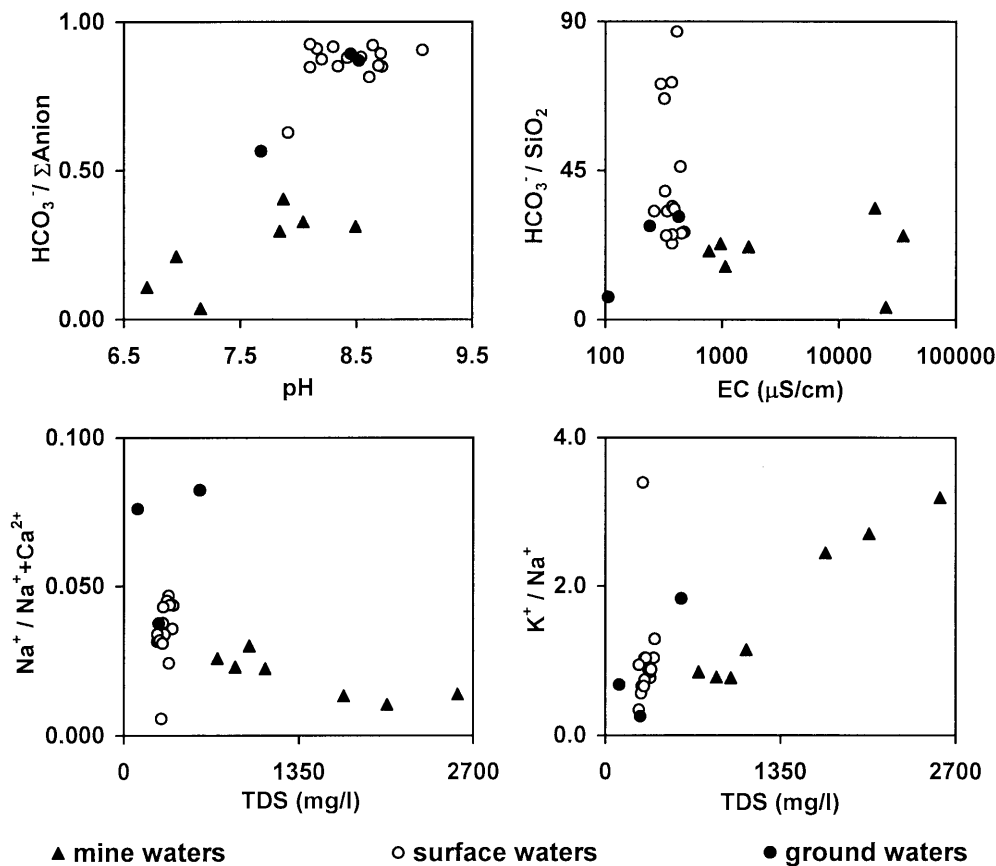 1.00
0.50
0.00
HCO₃⁻/ ΣAnion
6.5 7.5 8.5 9.5
pH
90
45
0
HCO₃⁻/ SiO₂
100 1000 10000 100000
EC (µS/cm)
0.100
0.050
0.000
Na⁺ / Na⁺+Ca²⁺
0 1350 2700
TDS (mg/l)
4.0
2.0
0.0
K⁺ / Na⁺
0 1350 2700
TDS (mg/l)
▲ mine waters ○ surface waters ● ground waters